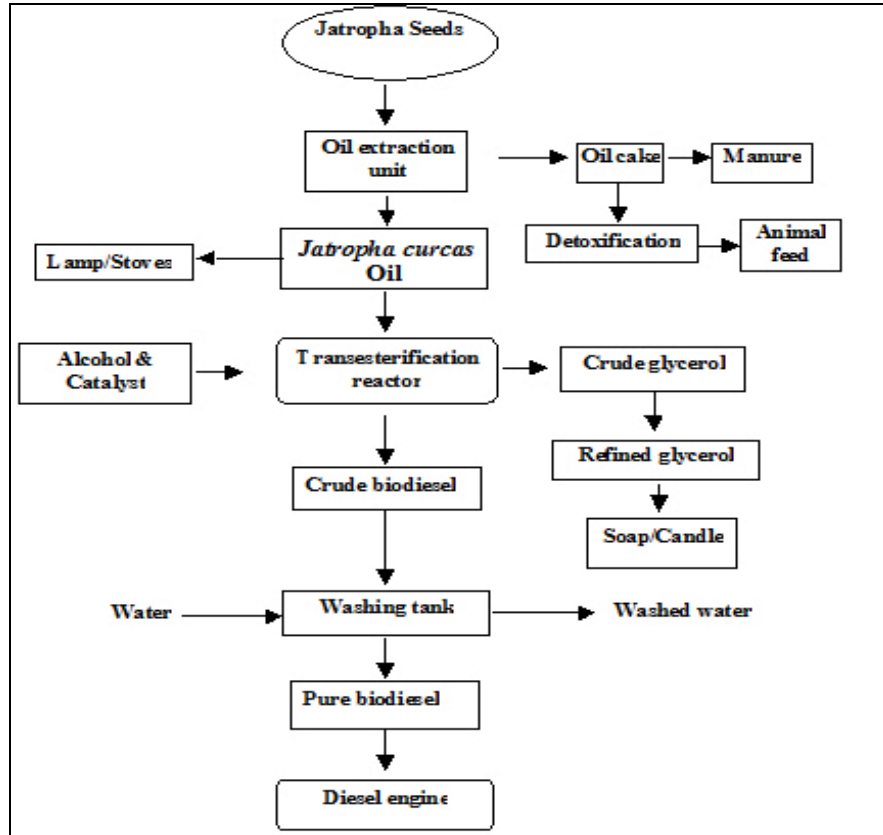 Jatropha Seeds
Oil extraction
unit
Oil cake
Manure
Detoxification
Animal
feed
Jatropha curcas
Oil
Lamp/Stoves
Alcohol &
Catalyst
Transesterification
reactor
Crude glycerol
Refined glycerol
Soap/Candle
Crude biodiesel
Water
Washing tank
Washed water
Pure biodiesel
Diesel engine